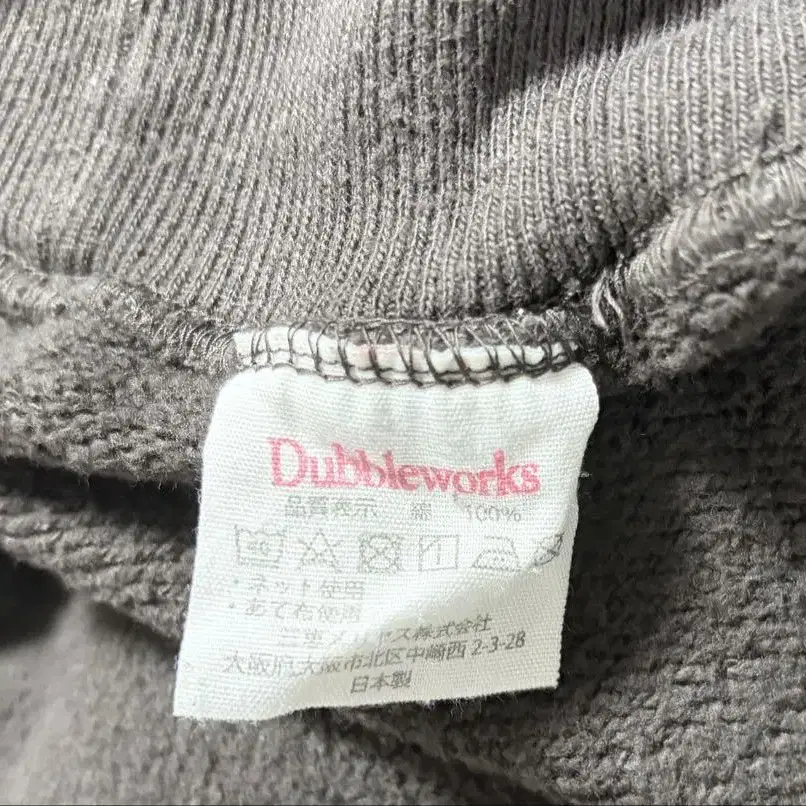 Dubbleworks
品質表示 綿 100%
40
・ネット使用
・あて布使用
メリヤス株式会社
大阪府大阪市北区中崎西 2-3-28
日本製